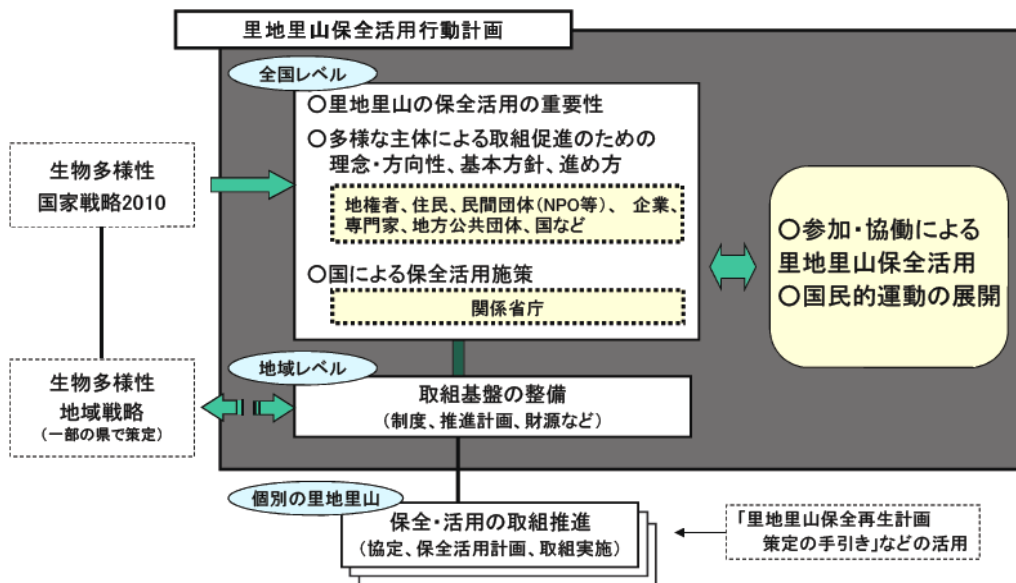 里地里山保全活用行動計画
全国レベル
○里地里山の保全活用の重要性
○多様な主体による取組促進のための
理念・方向性、基本方針、進め方
地権者、住民、民間団体(NPO等)、 企業、
専門家、地方公共団体、国など
○国による保全活用施策
関係省庁
生物多様性
国家戦略2010
○参加・協働による
里地里山保全活用
○国民的運動の展開
地域レベル
取組基盤の整備
(制度、推進計画、財源など)
生物多様性
地域戦略
(一部の県で策定)
個別の里地里山
保全・活用の取組推進
(協定、保全活用計画、取組実施)
「里地里山保全再生計画
策定の手引き」などの活用